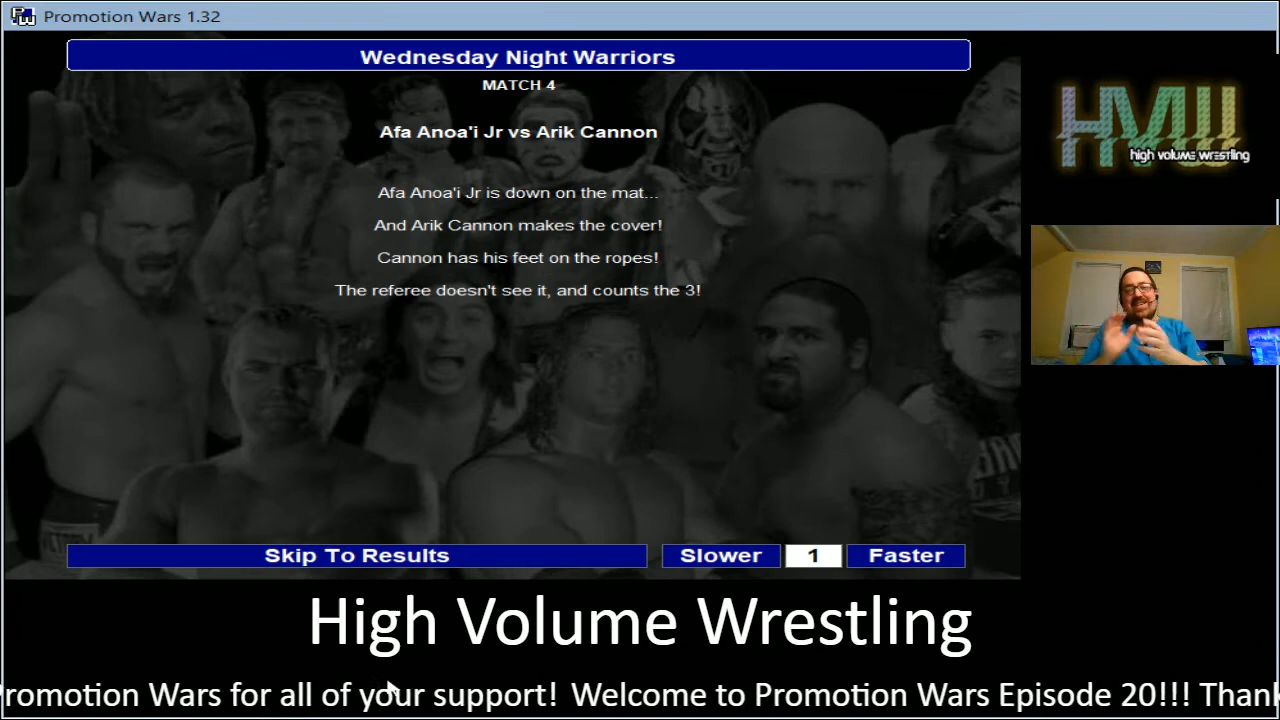 Promotion Wars 1.32
Wednesday Night Warriors
MATCH 4
Afa Anoa'i Jr vs Arik Cannon
Afa Anoa'i Jr is down on the mat...
And Arik Cannon makes the cover!
Cannon has his feet on the ropes!
The referee doesn't see it, and counts the 3!
HVW
high volume wrestling
Skip To Results
Slower
1
Faster
High Volume Wrestling
romotion Wars for all of your support! Welcome to Promotion Wars Episode 20!!! Thank